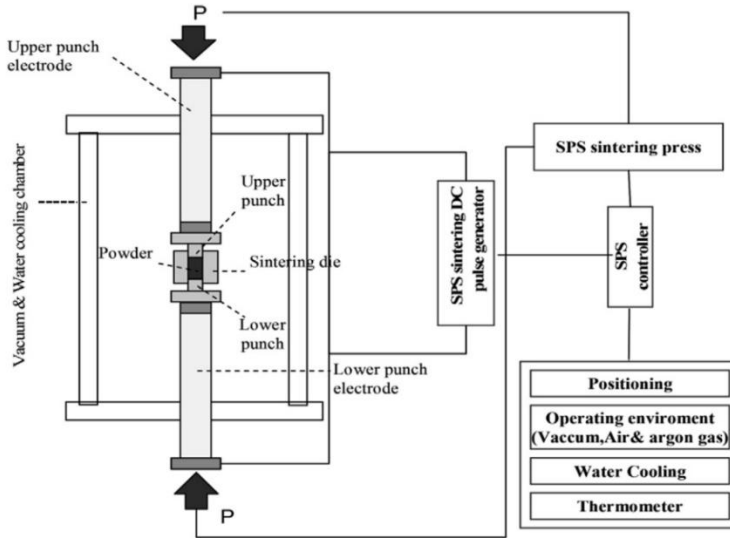 P
Upper punch
electrode
Vacuum & Water cooling chamber
Upper
punch
Powder
Sintering die
Lower
punch
Lower punch
electrode
P
SPS sintering DC
pulse generator
SPS sintering press
SPS
controller
Positioning
Operating enviroment
(Vaccum,Air& argon gas)
Water Cooling
Thermometer